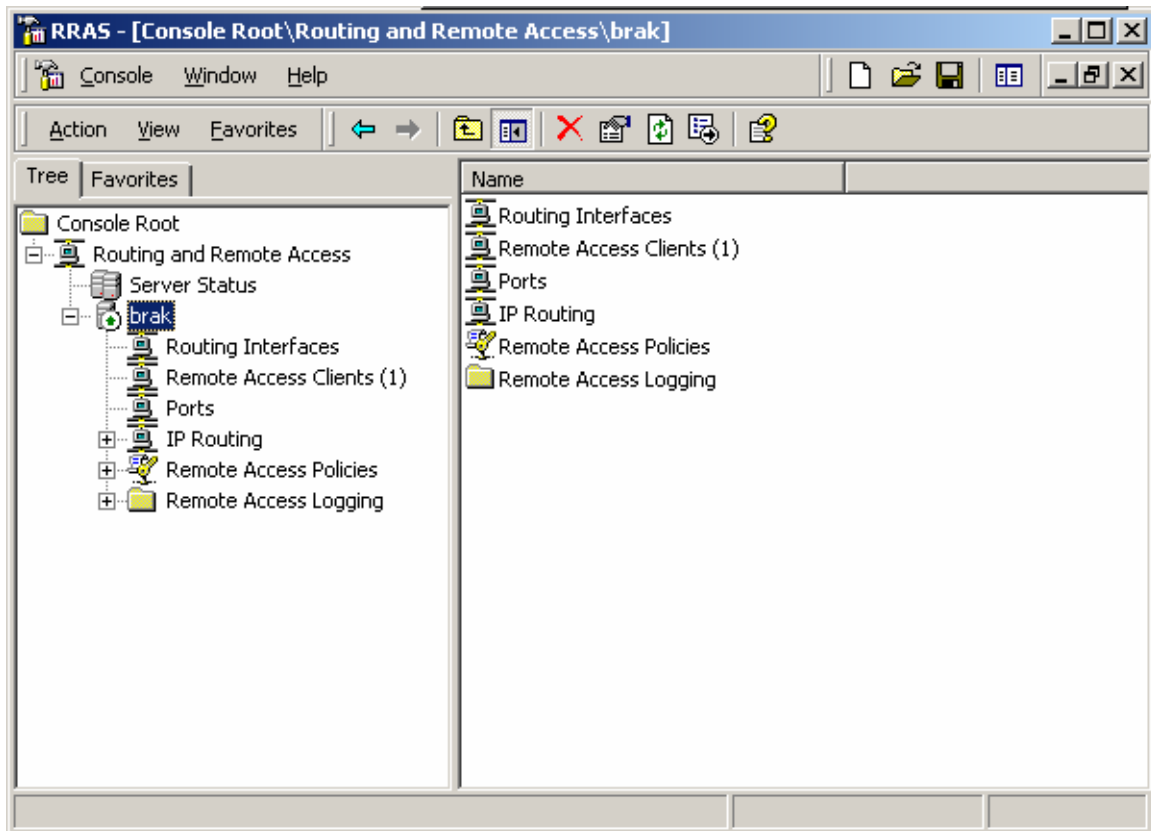 RRAS - [Console Root\Routing and Remote Access\brak]
Console Window Help
Action View Favorites
Tree Favorites
Console Root
Routing and Remote Access
Server Status
brak
Routing Interfaces
Remote Access Clients (1)
Ports
IP Routing
Remote Access Policies
Remote Access Logging
Name
Routing Interfaces
Remote Access Clients (1)
Ports
IP Routing
Remote Access Policies
Remote Access Logging